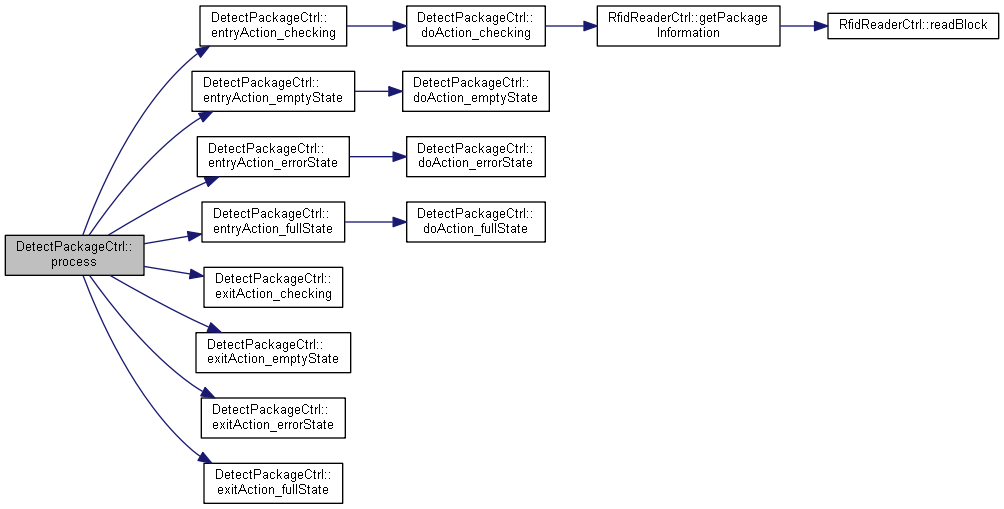 DetectPackageCtrl::
entryAction_checking
DetectPackageCtrl::
doAction_checking
RfidReaderCtrl::getPackage
Information
RfidReaderCtrl::readBlock
DetectPackageCtrl::
entryAction_emptyState
DetectPackageCtrl::
doAction_emptyState
DetectPackageCtrl::
entryAction_errorState
DetectPackageCtrl::
doAction_errorState
DetectPackageCtrl::
entryAction_fullState
DetectPackageCtrl::
doAction_fullState
DetectPackageCtrl::
process
DetectPackageCtrl::
exitAction_checking
DetectPackageCtrl::
exitAction_emptyState
DetectPackageCtrl::
exitAction_errorState
DetectPackageCtrl::
exitAction_fullState